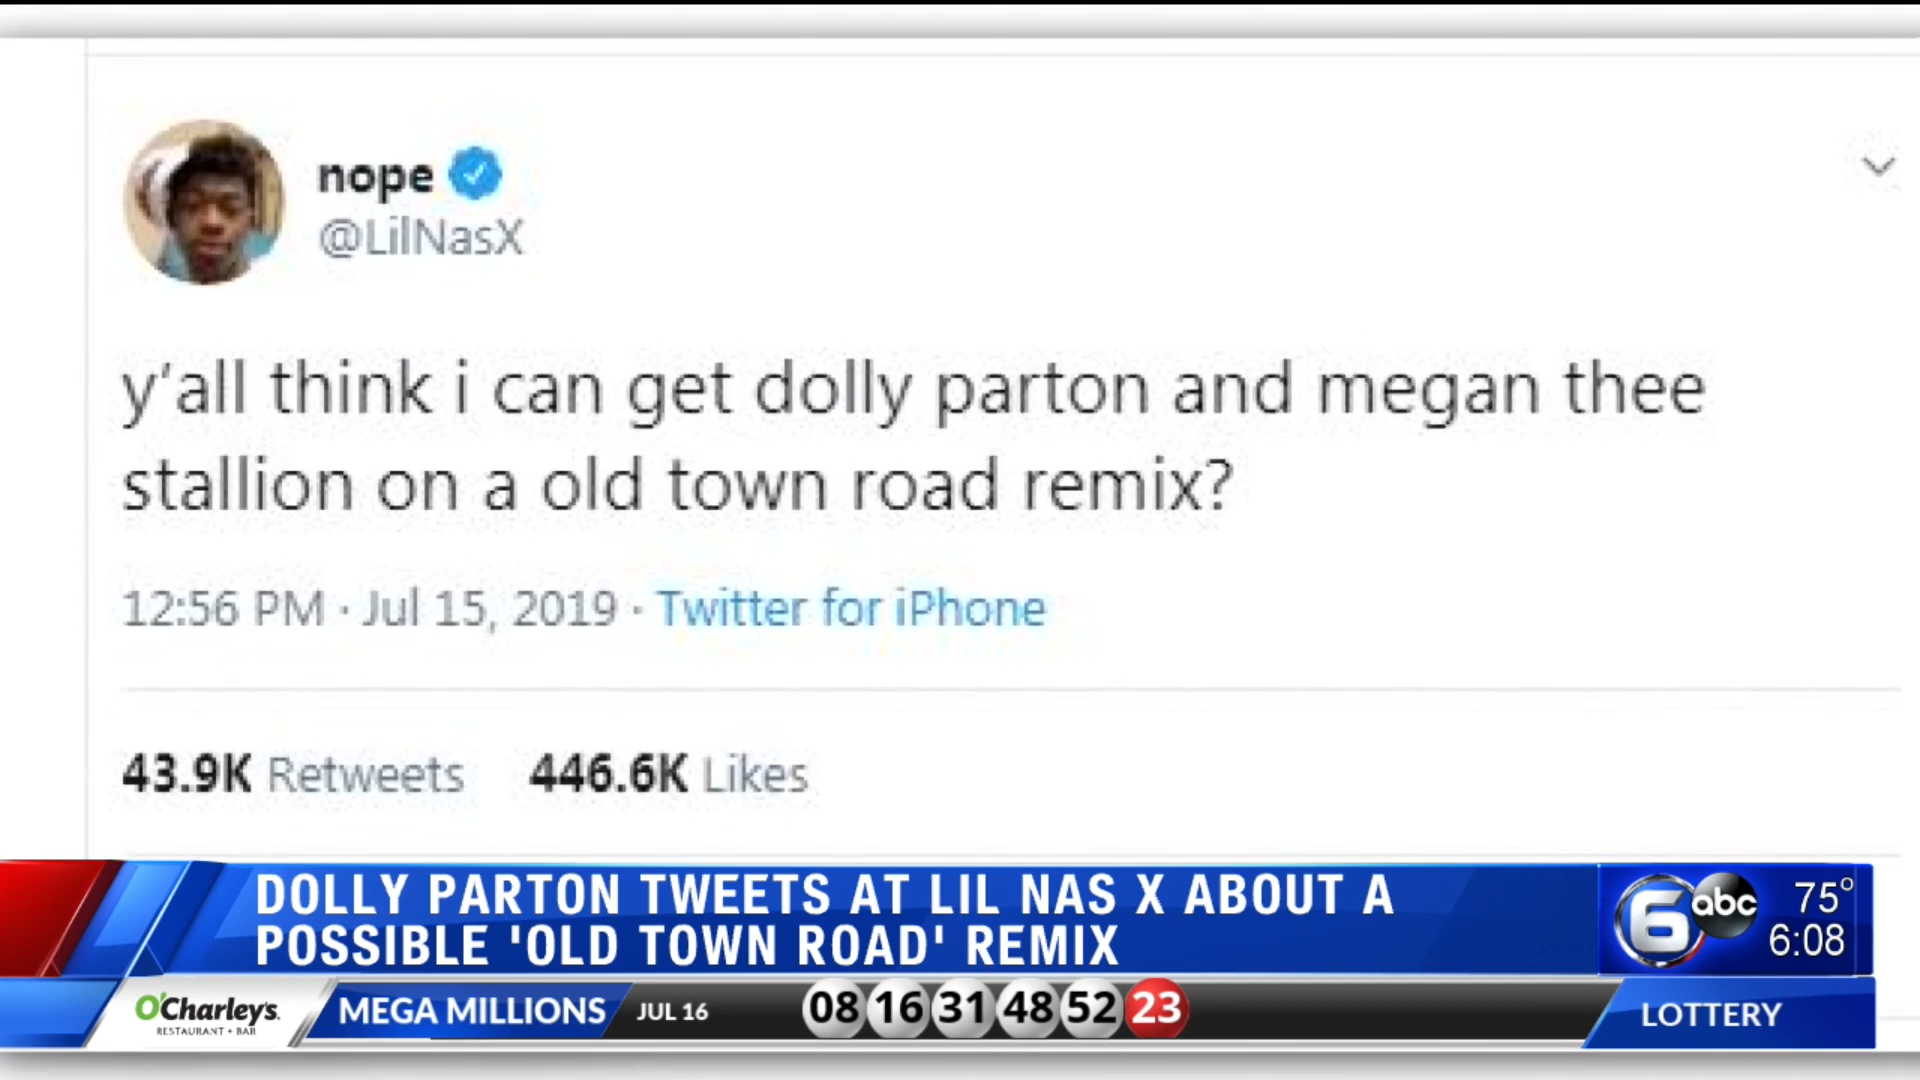 nope
@LilNasX
y'all think i can get dolly parton and megan thee
stallion on a old town road remix?
12:56 PM · Jul 15, 2019 · Twitter for iPhone
43.9K Retweets 446.6K Likes
DOLLY PARTON TWEETS AT LIL NAS X ABOUT A
POSSIBLE 'OLD TOWN ROAD' REMIX
6 abc 75°
6:08
O'Charley's
RESTAURANT + BAR
MEGA MILLIONS JUL 16 08 16 31 48 52 23 LOTTERY